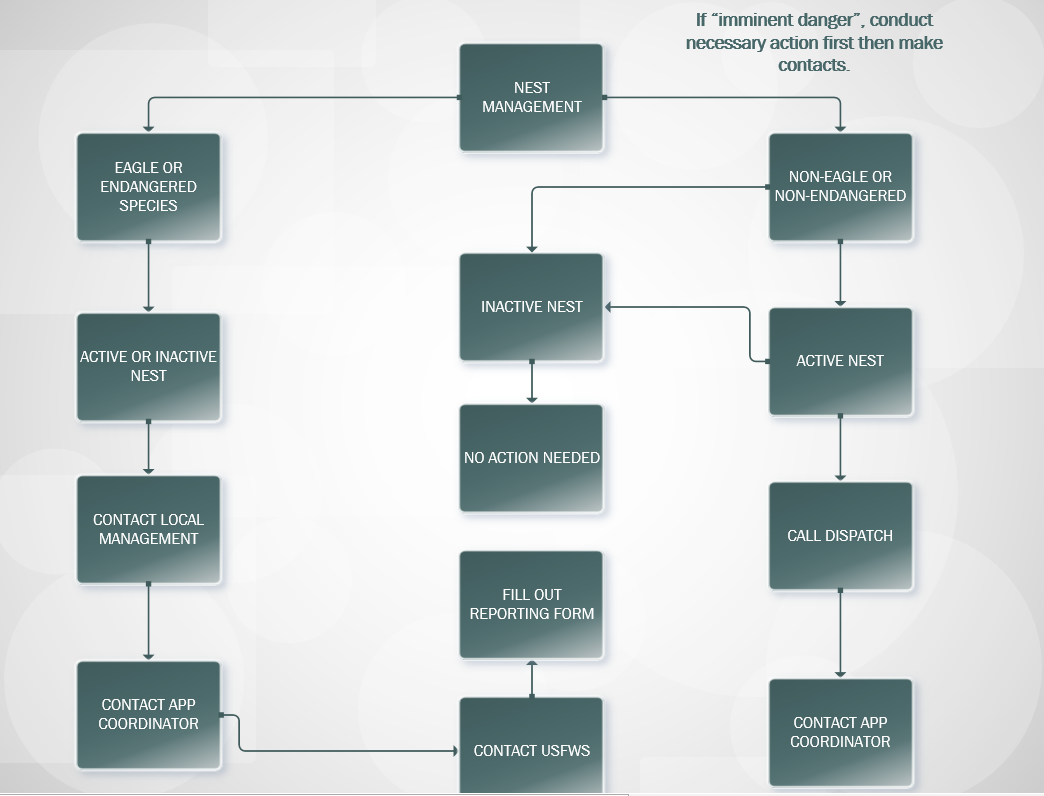 If “imminent danger”, conduct
necessary action first then make
contacts.
NEST
MANAGEMENT
EAGLE OR
ENDANGERED
SPECIES
NON-EAGLE OR
NON-ENDANGERED
INACTIVE NEST
ACTIVE OR INACTIVE
NEST
ACTIVE NEST
NO ACTION NEEDED
CONTACT LOCAL
MANAGEMENT
CALL DISPATCH
FILL OUT
REPORTING FORM
CONTACT APP
COORDINATOR
CONTACT USFWS
CONTACT APP
COORDINATOR